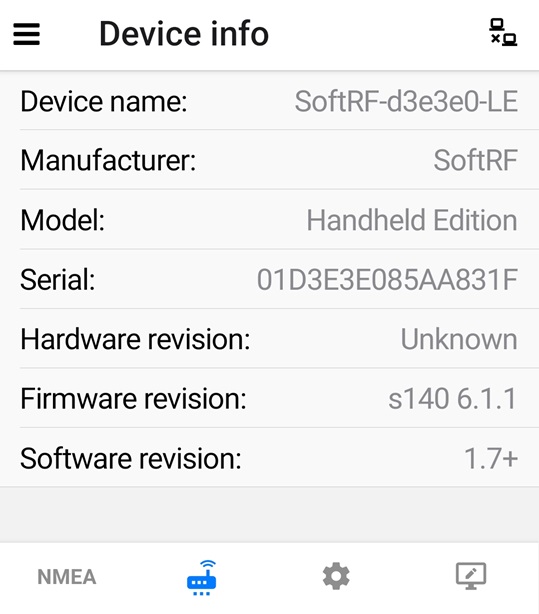 Device info
Device name: SoftRF-d3e3e0-LE
Manufacturer: SoftRF
Model: Handheld Edition
Serial: 01D3E3E085AA831F
Hardware revision: Unknown
Firmware revision: s140 6.1.1
Software revision: 1.7+
NMEA